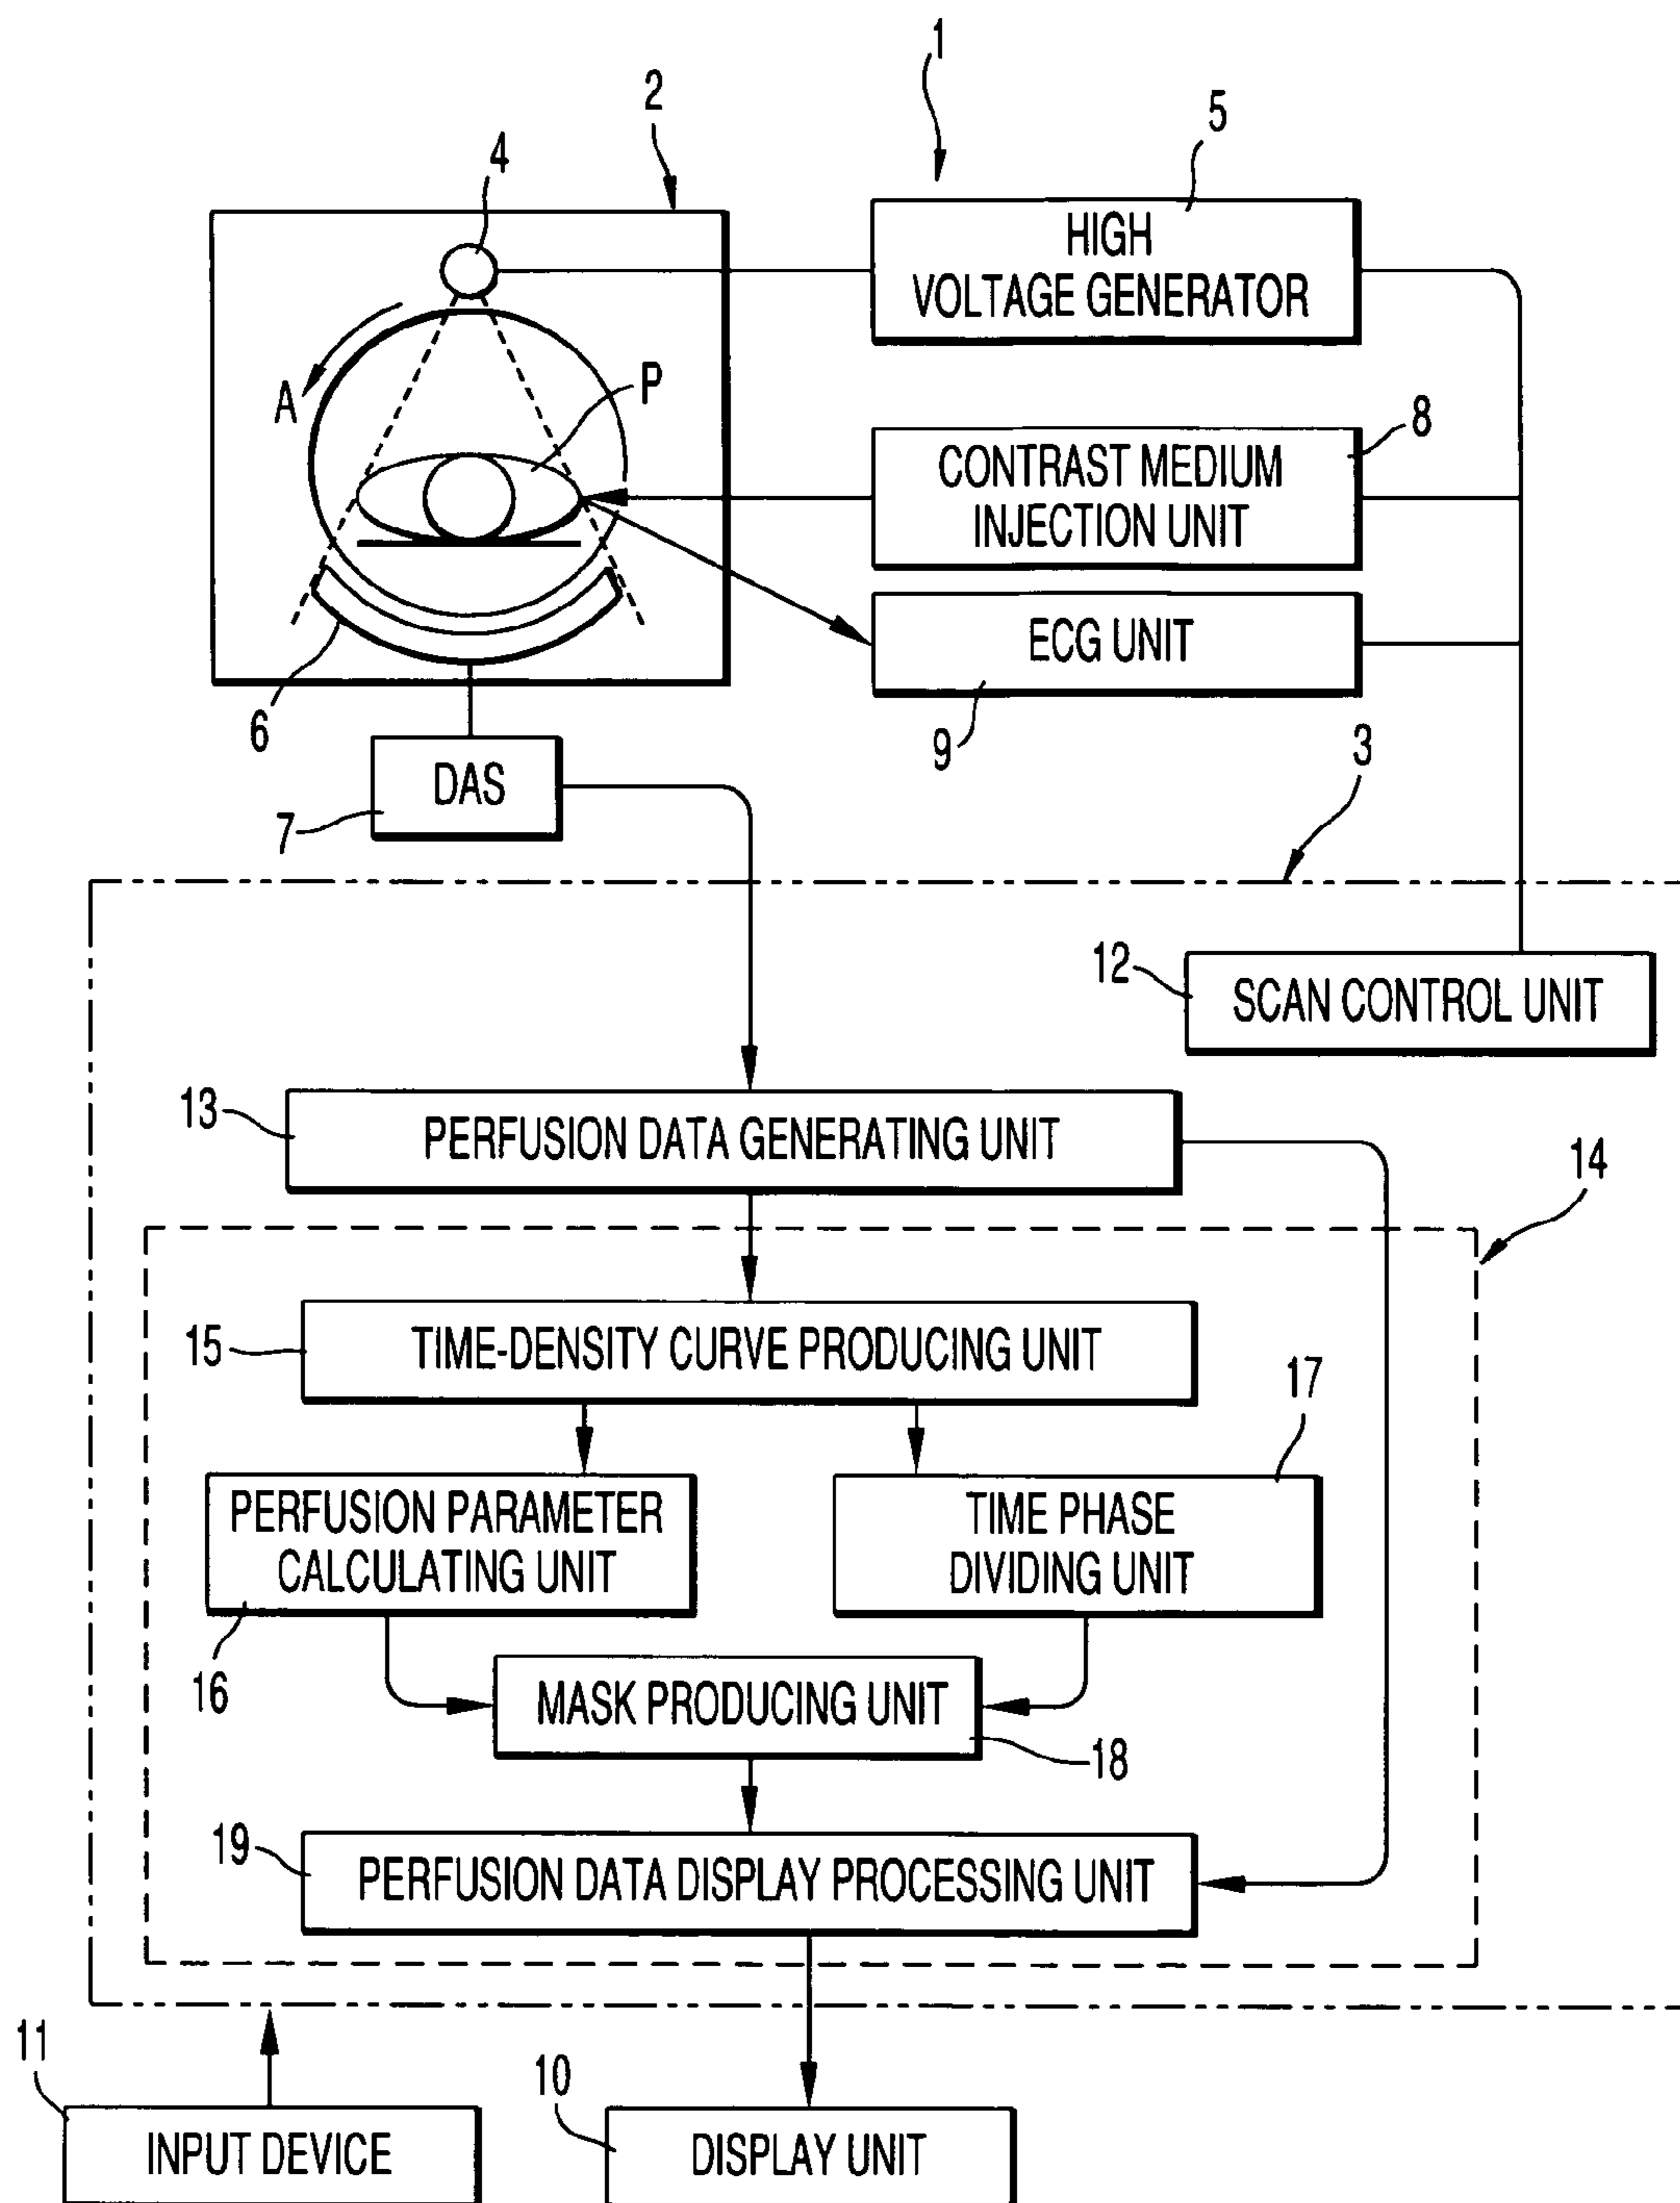 1
2
5
4
HIGH
VOLTAGE GENERATOR
A
P
8
CONTRAST MEDIUM
INJECTION UNIT
ECG UNIT
6
9
3
DAS
7
12
SCAN CONTROL UNIT
13
PERFUSION DATA GENERATING UNIT
14
15
TIME-DENSITY CURVE PRODUCING UNIT
17
PERFUSION PARAMETER
CALCULATING UNIT
TIME PHASE
DIVIDING UNIT
16
MASK PRODUCING UNIT
18
19
PERFUSION DATA DISPLAY PROCESSING UNIT
11
10
INPUT DEVICE
DISPLAY UNIT